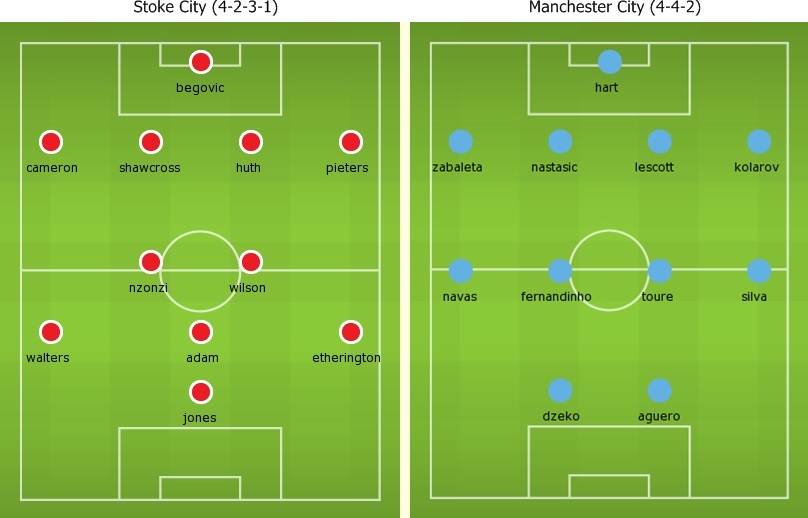 Stoke City (4-2-3-1)
begovic
cameron shawcross huth pieters
nzonzi wilson
walters adam etherington
jones
Manchester City (4-4-2)
hart
zabaleta nastasic lescott kolarov
navas fernandinho toure silva
dzeko aguero